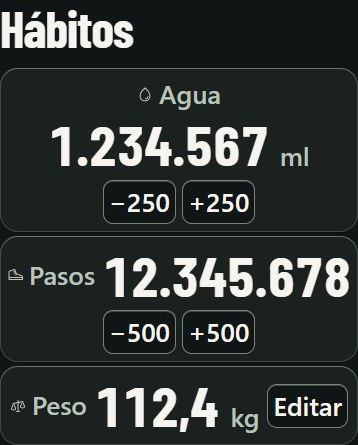 Hábitos
Agua
1.234.567 ml
−250 +250
Pasos 12.345.678
−500 +500
Peso 112,4 kg Editar